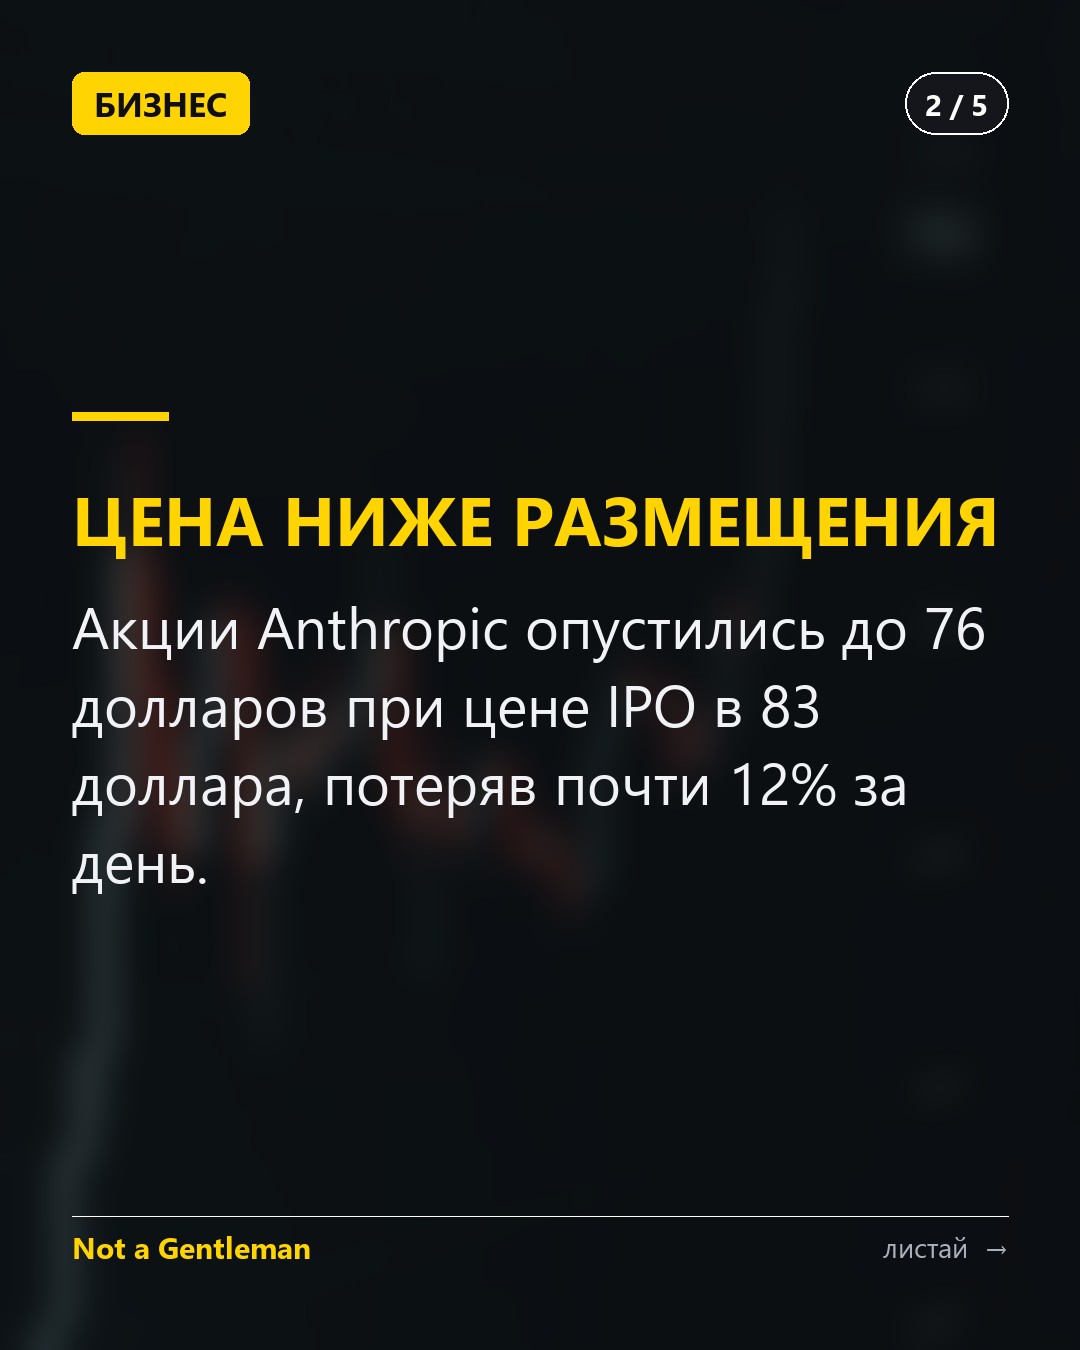 БИЗНЕС
2 / 5
ЦЕНА НИЖЕ РАЗМЕЩЕНИЯ
Акции Anthropic опустились до 76
долларов при цене IPO в 83
доллара, потеряв почти 12% за
день.
Not a Gentleman
листай →